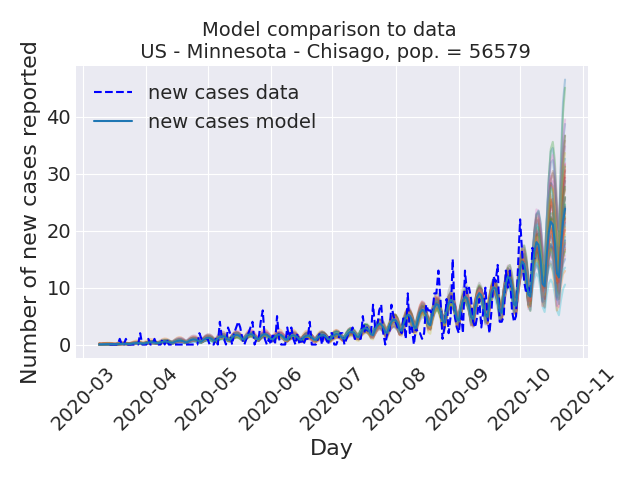 Model comparison to data
US - Minnesota - Chisago, pop. = 56579
Number of new cases reported
40
30
20
10
0
new cases data
new cases model
2020-03
2020-04
2020-05
2020-06
2020-07
2020-08
2020-09
2020-10
2020-11
Day